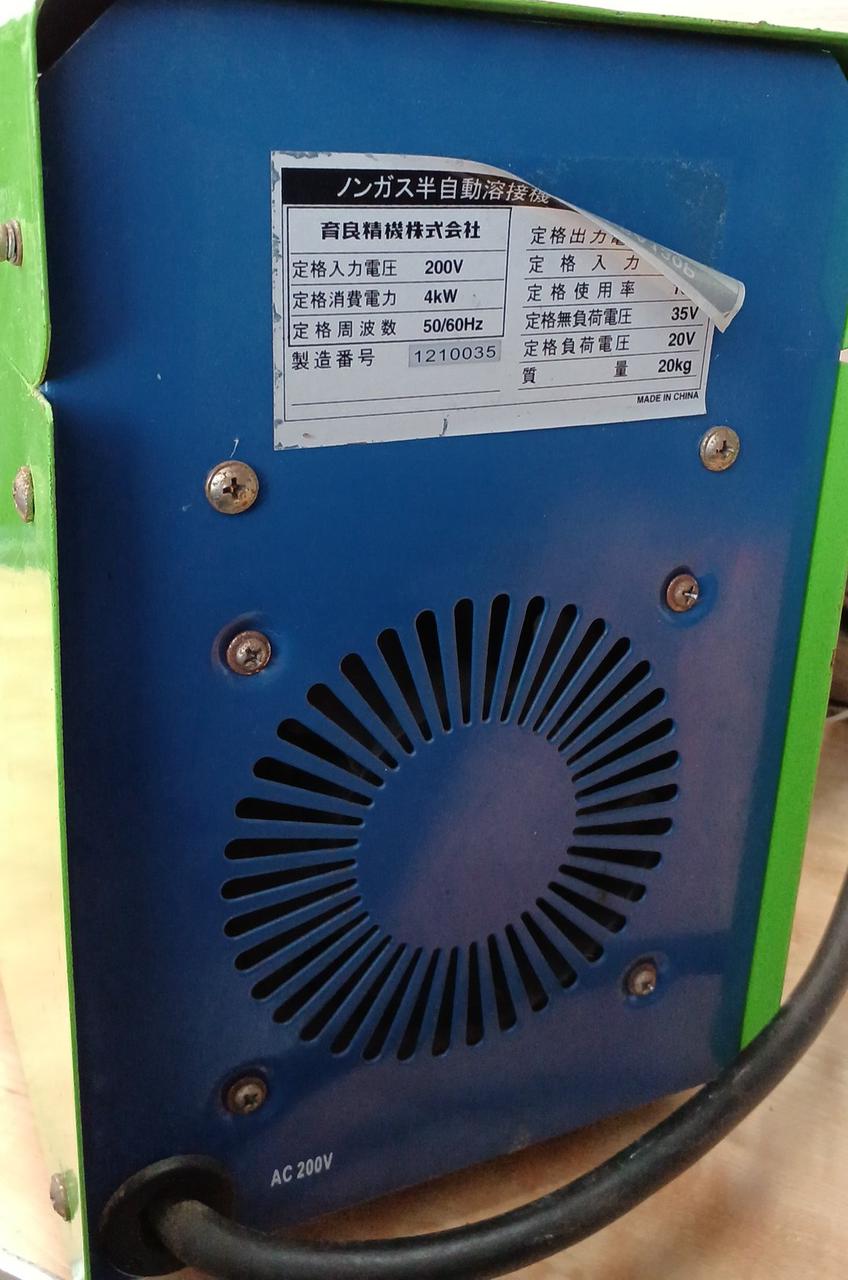 ノンガス半自動溶接機
育良精機株式会社
定格入力電圧 200V
定格消費電力 4kW
定格周波数 50/60Hz
製造番号 1210035
定格出力電
定格入力
定格使用率
定格無負荷電圧 35V
定格負荷電圧 20V
質量 20kg
MADE IN CHINA
AC 200V